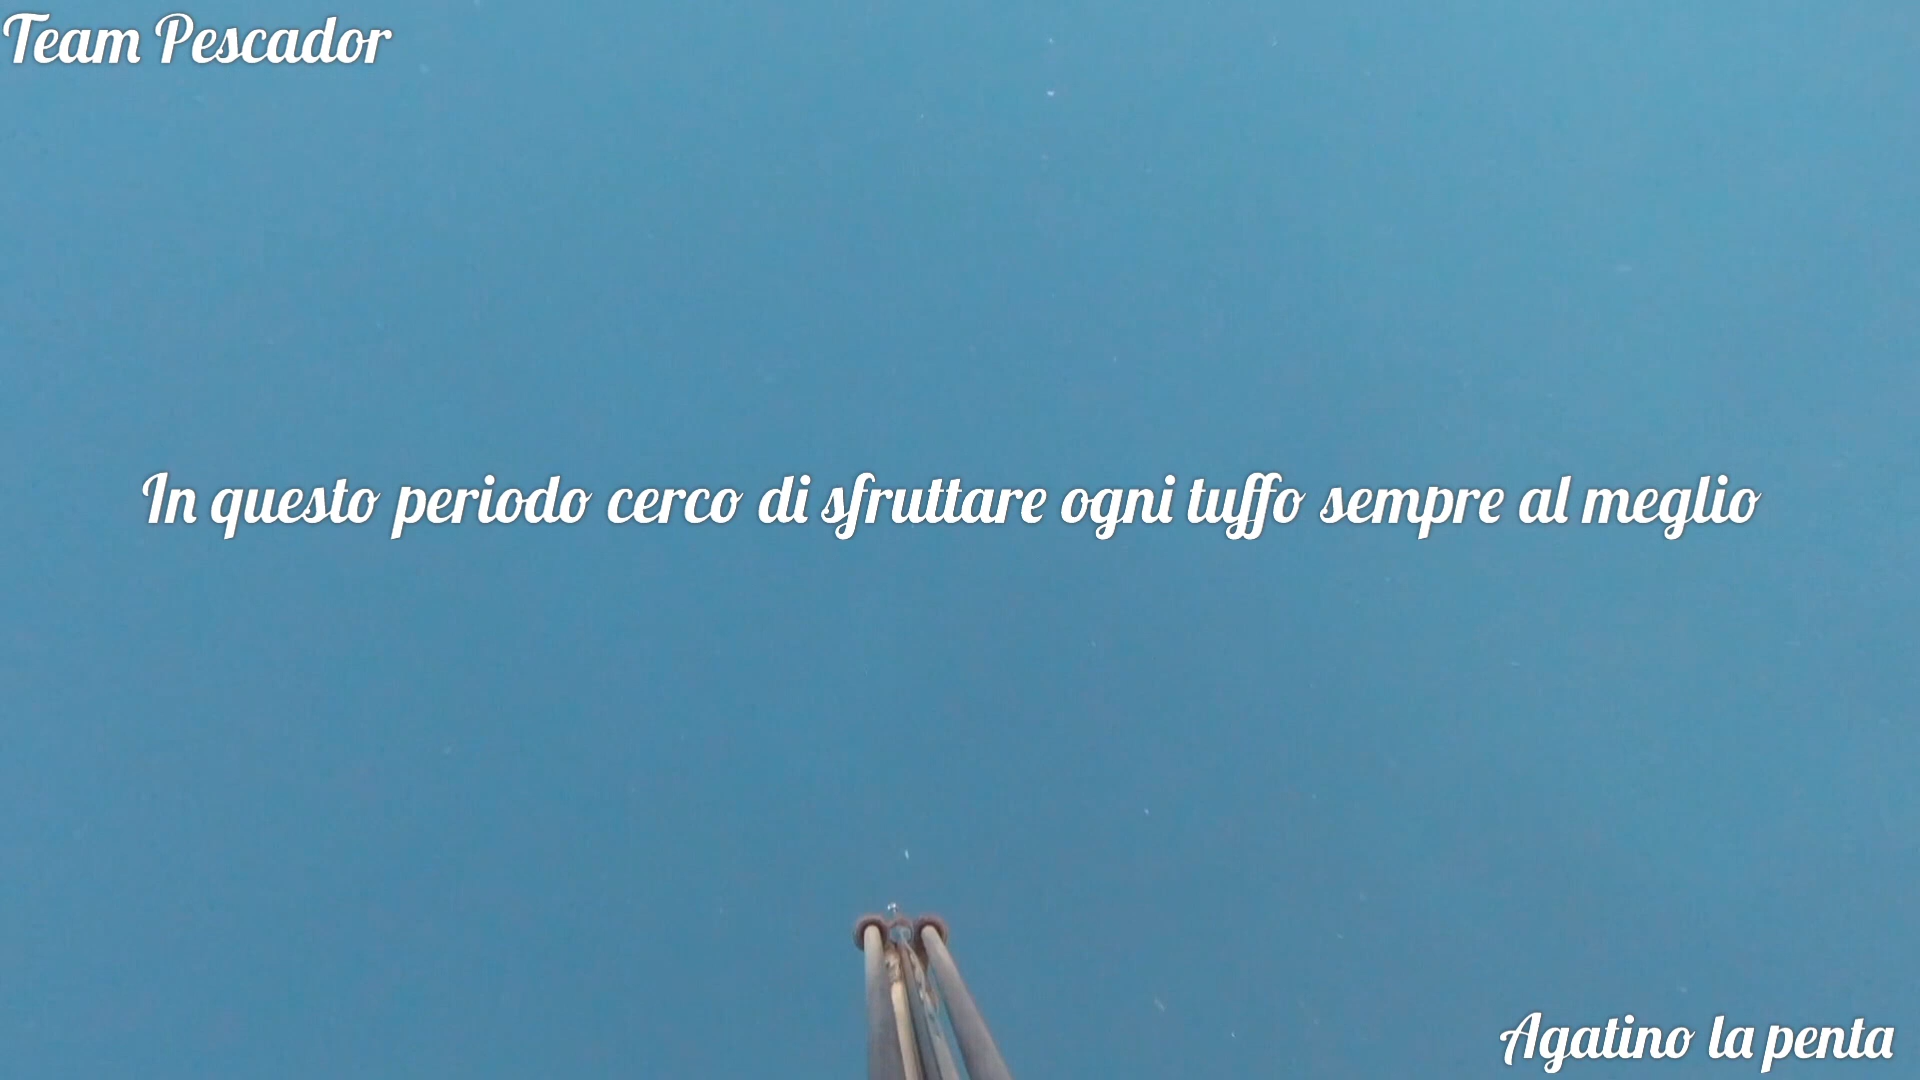 Team Pescador
In questo periodo cerco di sfruttare ogni tuffo sempre al meglio
Agatino la penta